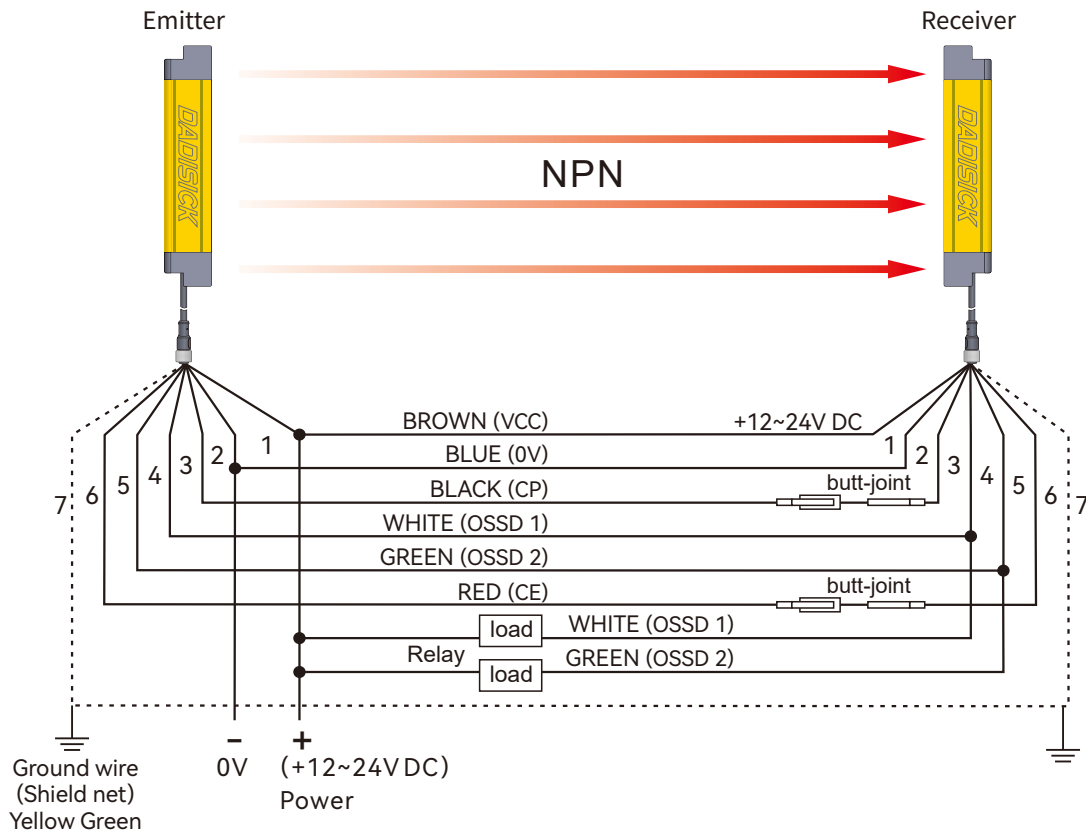 Emitter
Receiver
DADISICK
DADISICK
NPN
BROWN (VCC)
+12~24V DC
BLUE (0V)
BLACK (CP)
butt-joint
WHITE (OSSD 1)
GREEN (OSSD 2)
RED (CE)
butt-joint
7 6 5 4 3 2 1
1 2 3 4 5 6 7
load
WHITE (OSSD 1)
Relay
load
GREEN (OSSD 2)
- +
0V
(+12~24V DC)
Power
Ground wire
(Shield net)
Yellow Green